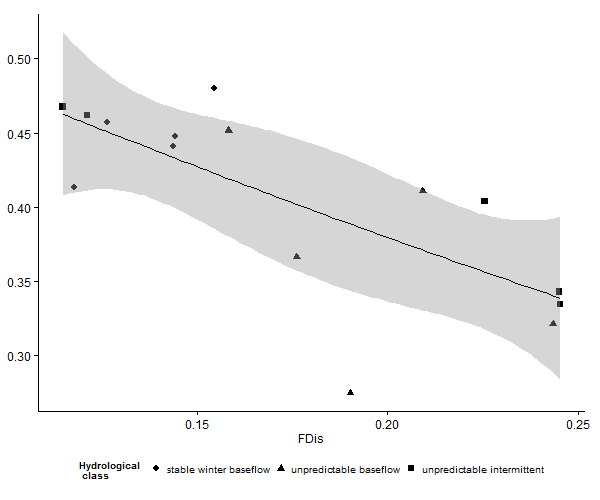 0.50
0.45
0.40
0.35
0.30
0.15 0.20 0.25
FDis
Hydrological class stable winter baseflow unpredictable baseflow unpredictable intermittent